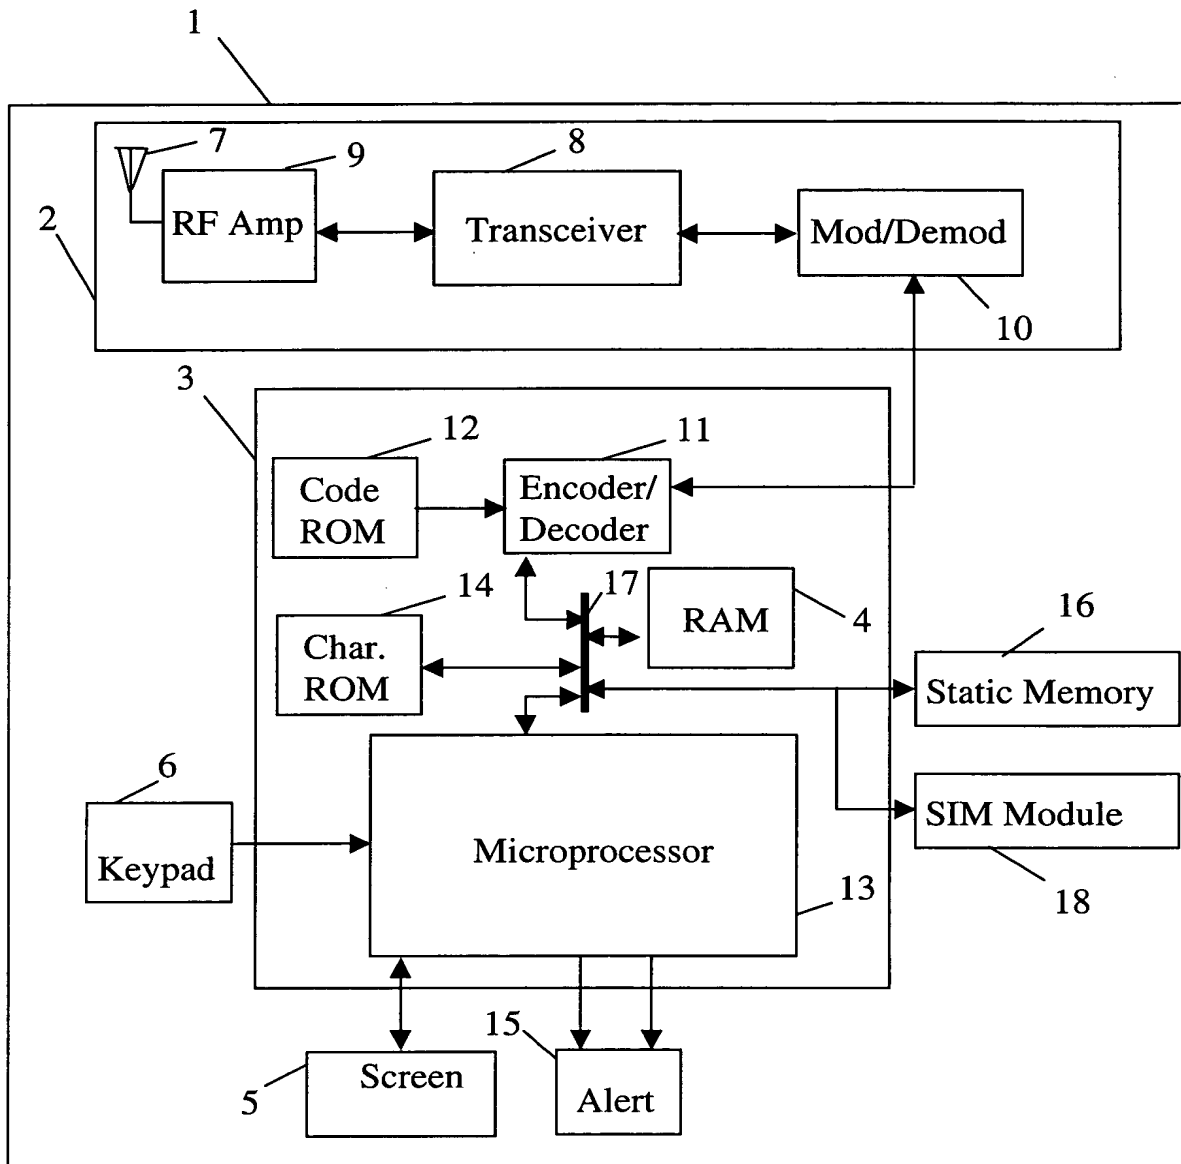 1
7
9
8
2
RF Amp
Transceiver
Mod/Demod
10
3
12
11
Code
ROM
Encoder/
Decoder
14
17
RAM
4
16
Char.
ROM
Static Memory
6
Keypad
Microprocessor
SIM Module
13
18
15
5
Screen
Alert